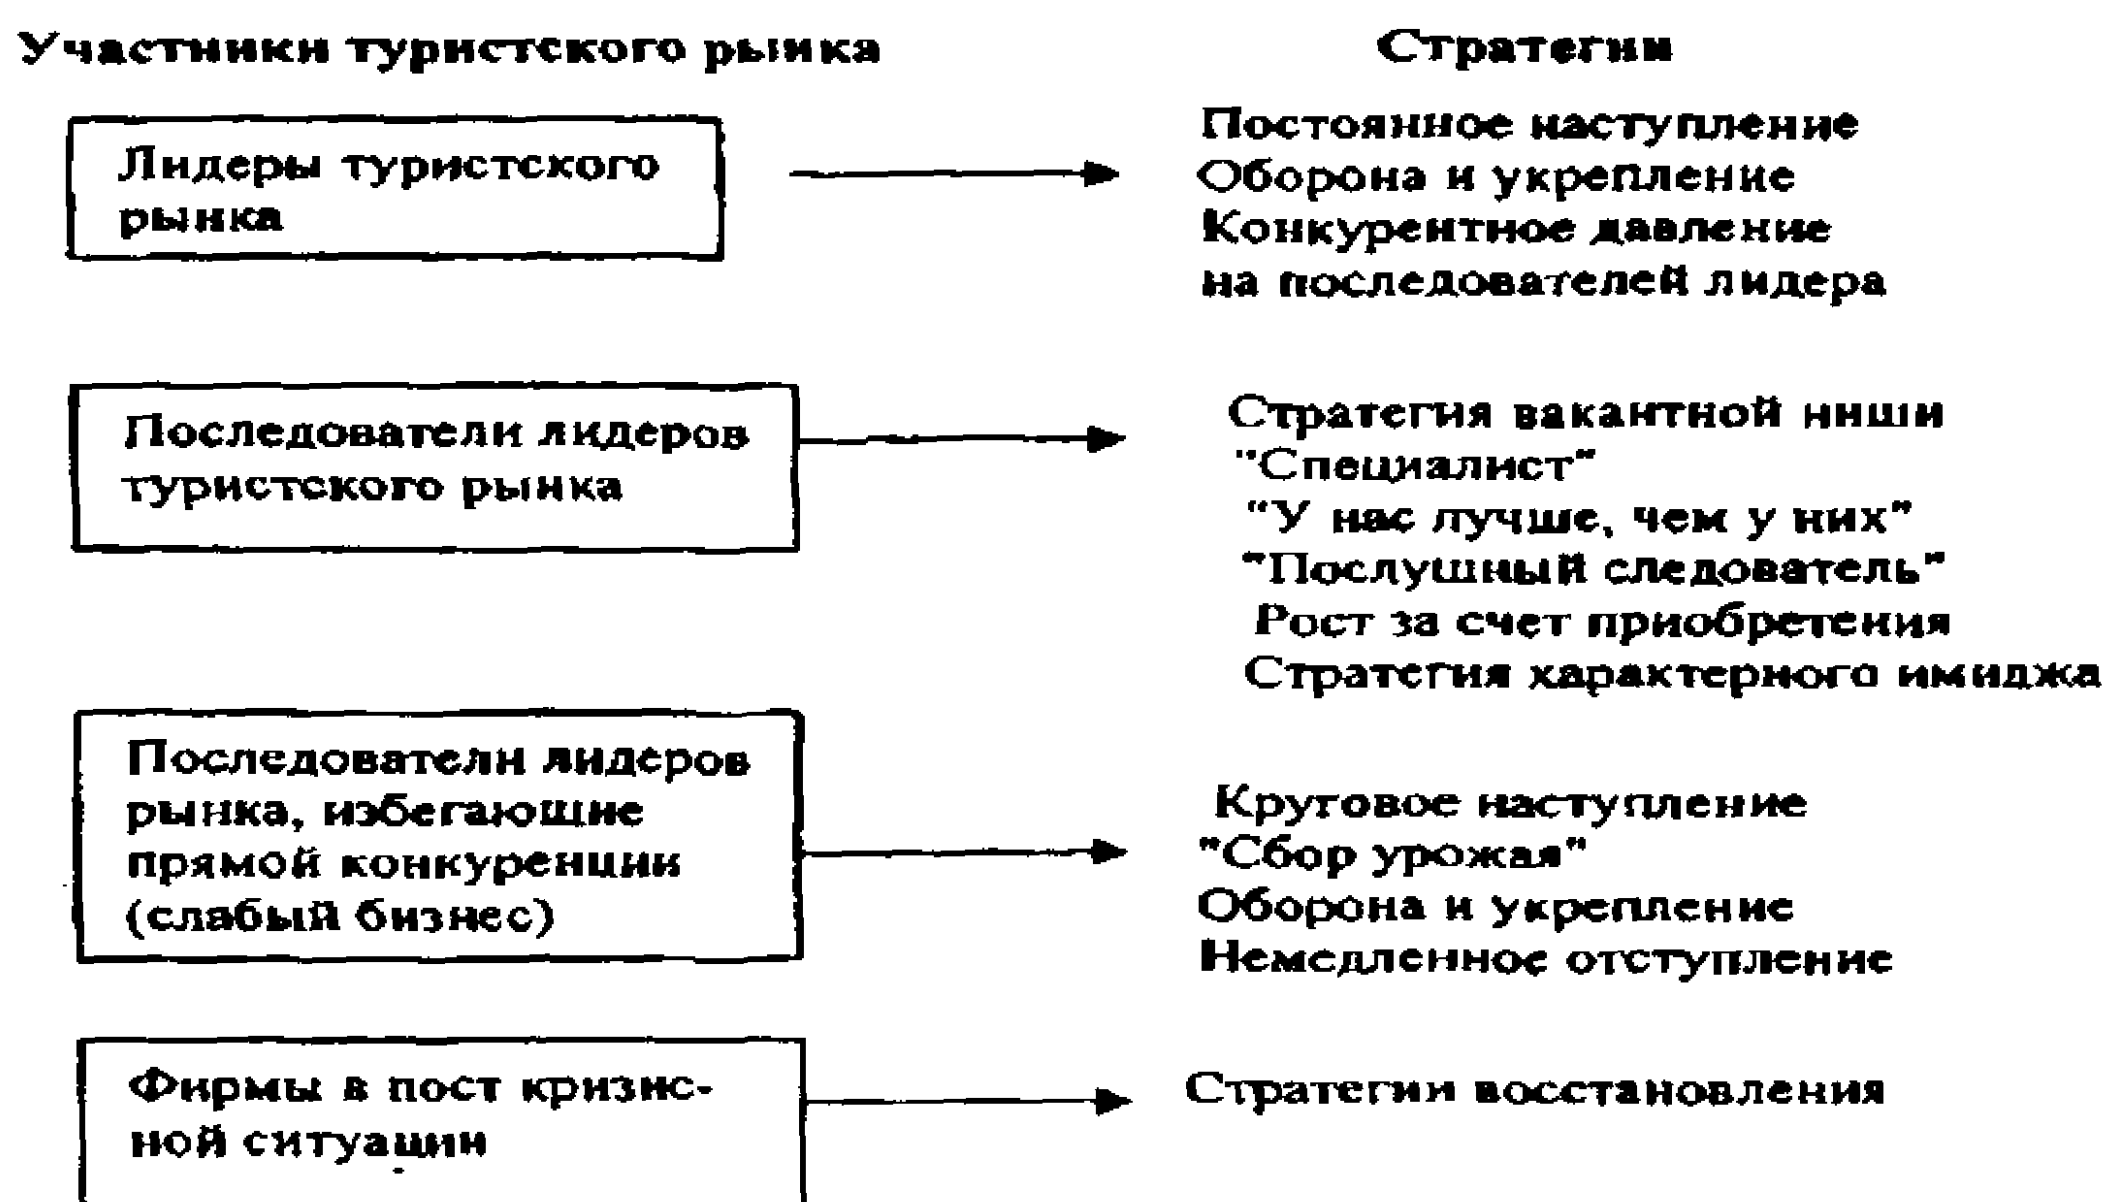 Участники туристского рынка
Стратегии
Лидеры туристского
рынка
Постоянное наступление
Оборона и укрепление
Конкурентное давление
на последователей лидера
Последователи лидеров
туристского рынка
Стратегия вакантной ниши
"Специалист"
"У нас лучше, чем у них"
"Послушный следователь"
Рост за счет приобретения
Стратегия характерного имиджа
Последователи лидеров
рынка, избегающие
прямой конкуренции
(слабый бизнес)
Круговое наступление
"Сбор урожая"
Оборона и укрепление
Немедленное отступление
Фирмы в пост кризис-
ной ситуации
Стратегии восстановления